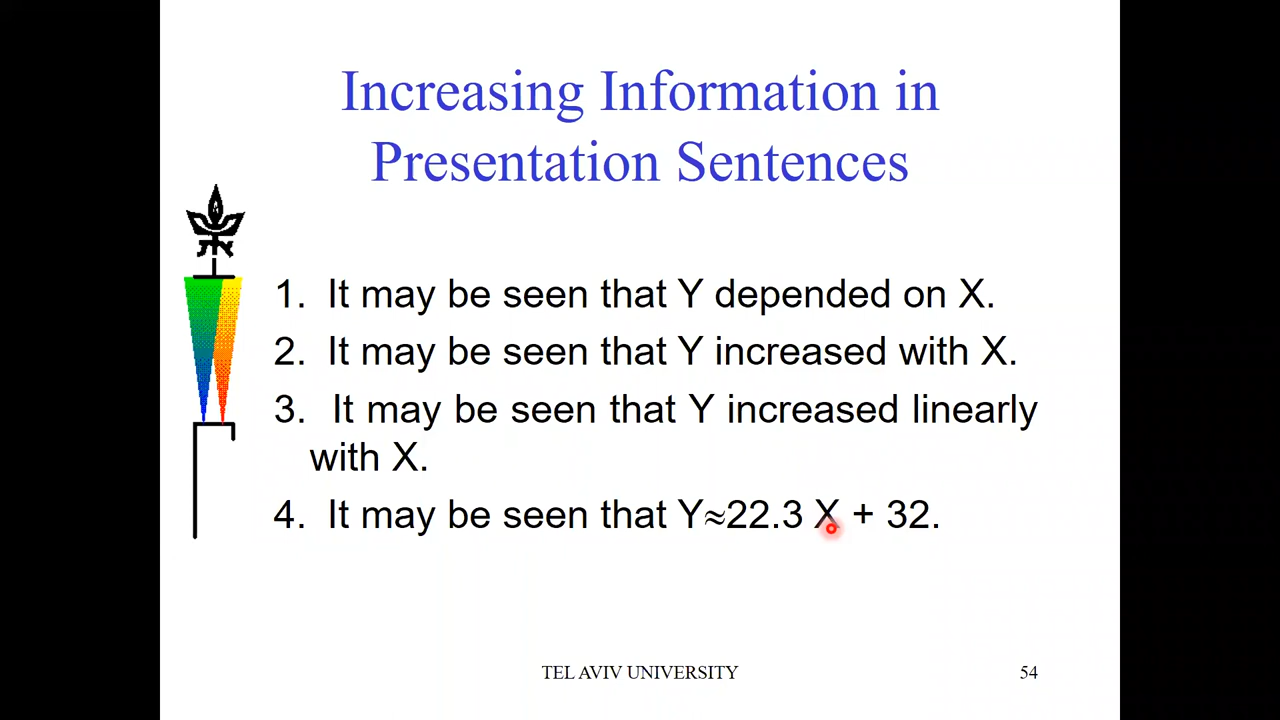 Increasing Information in
Presentation Sentences
1. It may be seen that Y depended on X.
2. It may be seen that Y increased with X.
3. It may be seen that Y increased linearly
with X.
4. It may be seen that Y≈22.3 X + 32.
TEL AVIV UNIVERSITY 54